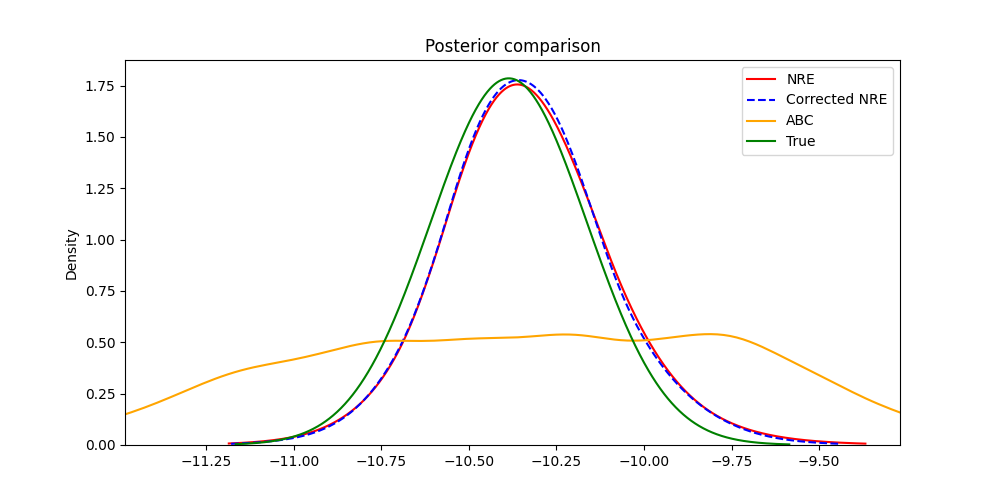 Posterior comparison
NRE
Corrected NRE
ABC
True
Density
1.75
1.50
1.25
1.00
0.75
0.50
0.25
0.00
−11.25 −11.00 −10.75 −10.50 −10.25 −10.00 −9.75 −9.50